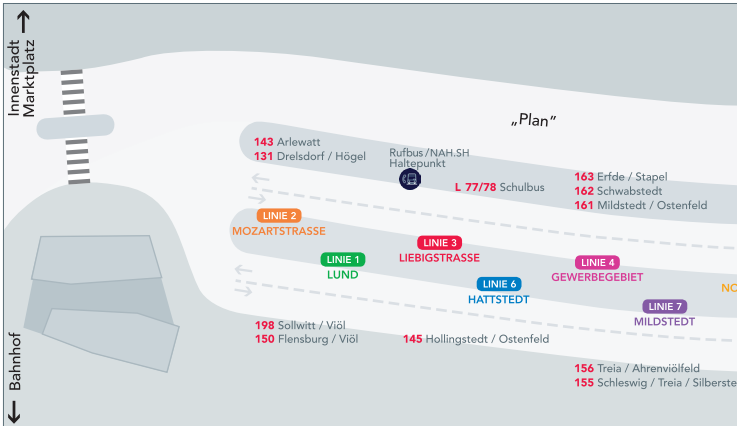 Innenstadt
Marktplatz
„Plan”
143 Arlewatt
131 Drelsdorf / Högel
Rufbus /NAH.SH
Haltepunkt
L 77/78 Schulbus
163 Erfde / Stapel
162 Schwabstedt
161 Mildstedt / Ostenfeld
LINIE 2
MOZARTSTRASSE
LINIE 3
LIEBIGSTRASSE
LINIE 1
LUND
LINIE 4
GEWERBEGEBIET
LINIE 6
HATTSTEDT
NO
LINIE 7
MILDSTEDT
198 Sollwitt / Viöl
150 Flensburg / Viöl
145 Hollingstedt / Ostenfeld
156 Treia / Ahrenviölfeld
155 Schleswig / Treia / Silberste
Bahnhof